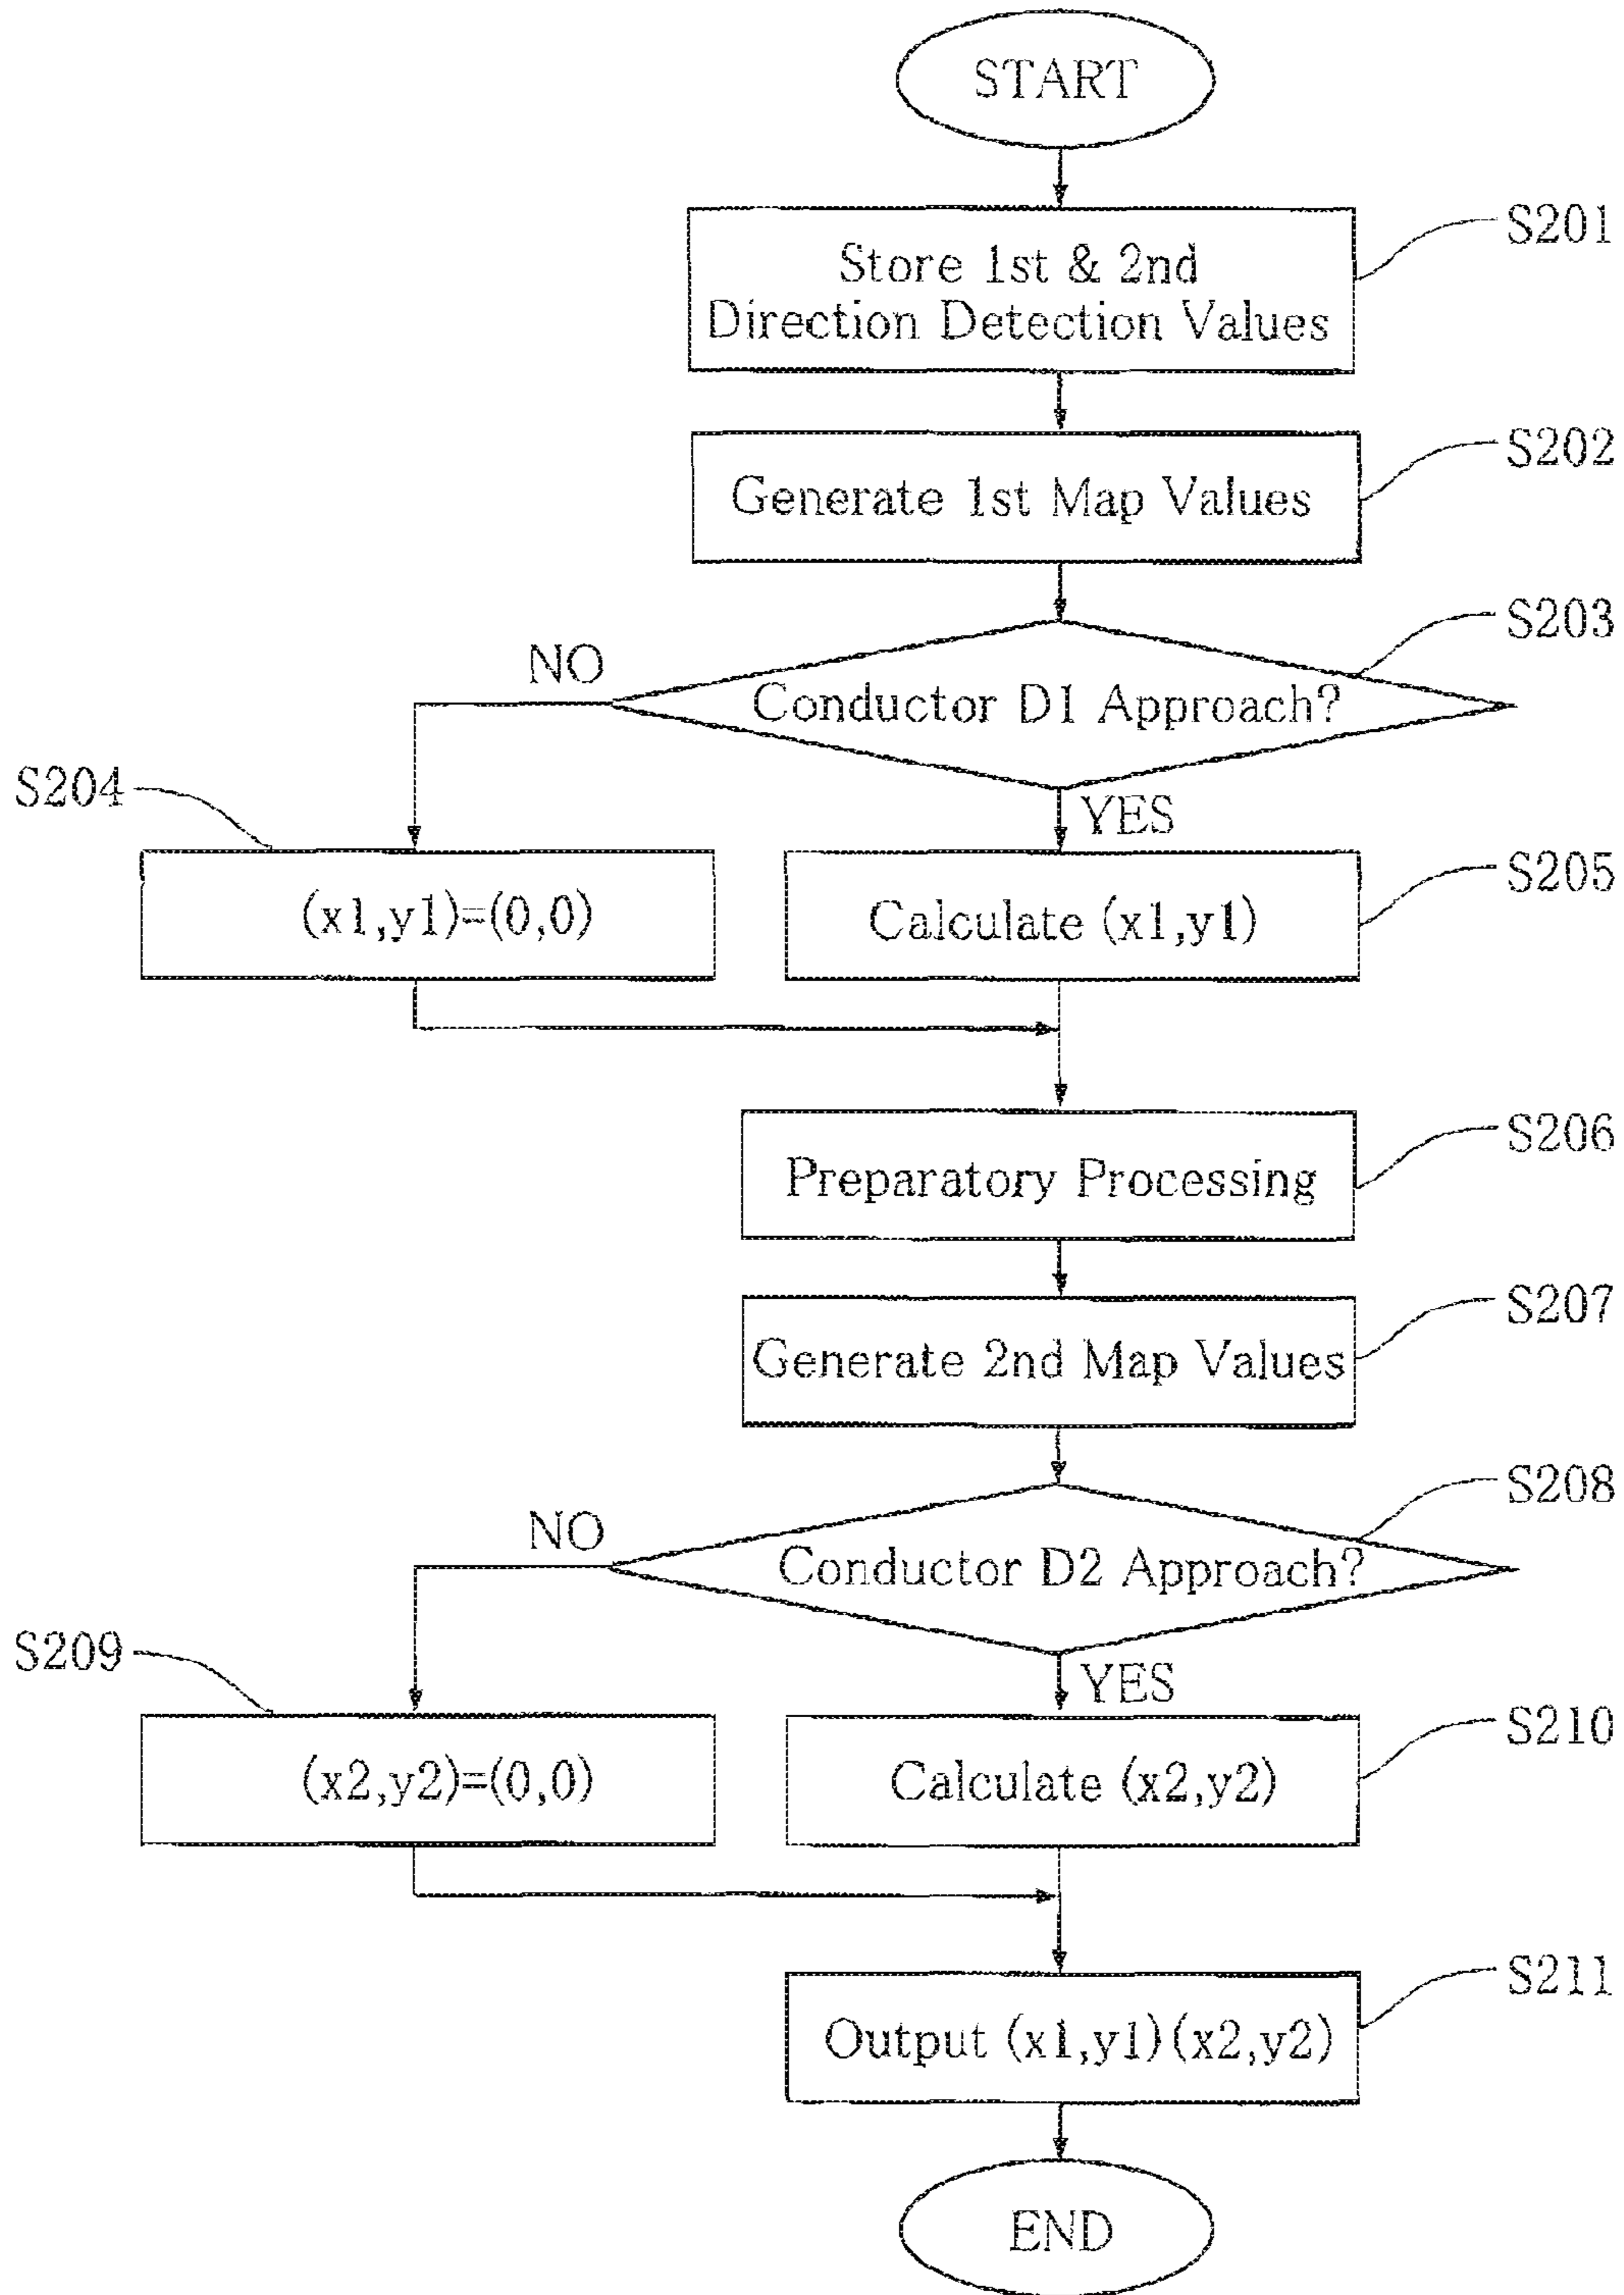 START
S201
Store 1st & 2nd
Direction Detection Values
S202
Generate 1st Map Values
S203
NO
Conductor D1 Approach?
S204
YES
(x1,y1)=(0,0)
Calculate (x1,y1)
S205
S206
Preparatory Processing
S207
Generate 2nd Map Values
S208
NO
Conductor D2 Approach?
S209
YES
(x2,y2)=(0,0)
Calculate (x2,y2)
S210
S211
Output (x1,y1)(x2,y2)
END